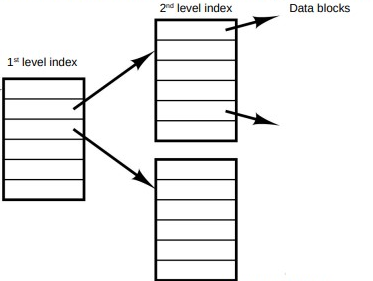 2nd level index
Data blocks
1st level index